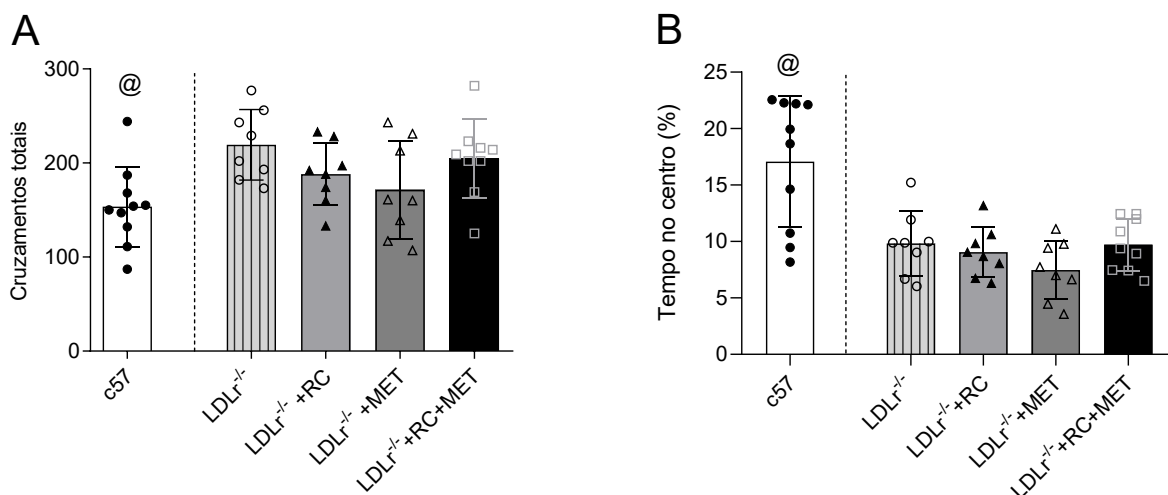 A
@
Cruzamentos totais
300
200
100
0
c57
LDLr-/-
LDLr-/- +RC
LDLr-/- +MET
LDLr-/-+RC+MET
B
@
Tempo no centro (%)
25
20
15
10
5
0
c57
LDLr-/-
LDLr-/-+RC
LDLr-/-+MET
LDLr-/-+RC+MET